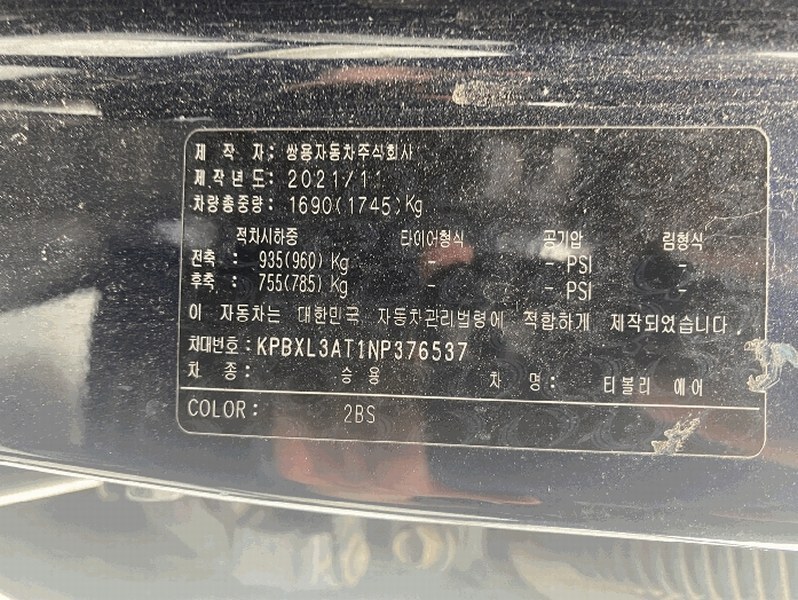 제 작 자: 쌍용자동차주식회사
제작년도: 2021/11
차량총중량: 1690(1745)Kg
적차시하중 타이어형식 공기압 림형식
전축 : 935(960) Kg - - PSI -
후축 : 755(785) Kg - - PSI -
이 자동차는 대한민국 자동차관리법령에 적합하게 제작되었습니다.
차대번호: KPBXL3AT1NP376537
차 종: 승용 차 명: 티볼리 에어
COLOR: 2BS